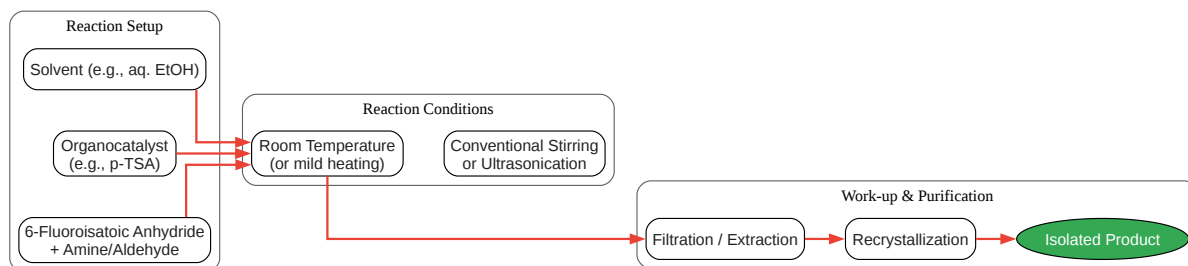 Reaction Setup
Solvent (e.g., aq. EtOH)
Organocatalyst
(e.g., p-TSA)
6-Fluoroisatoic Anhydride
+ Amine/Aldehyde
Reaction Conditions
Room Temperature
(or mild heating)
Conventional Stirring
or Ultrasonication
Work-up & Purification
Filtration / Extraction
Recrystallization
Isolated Product